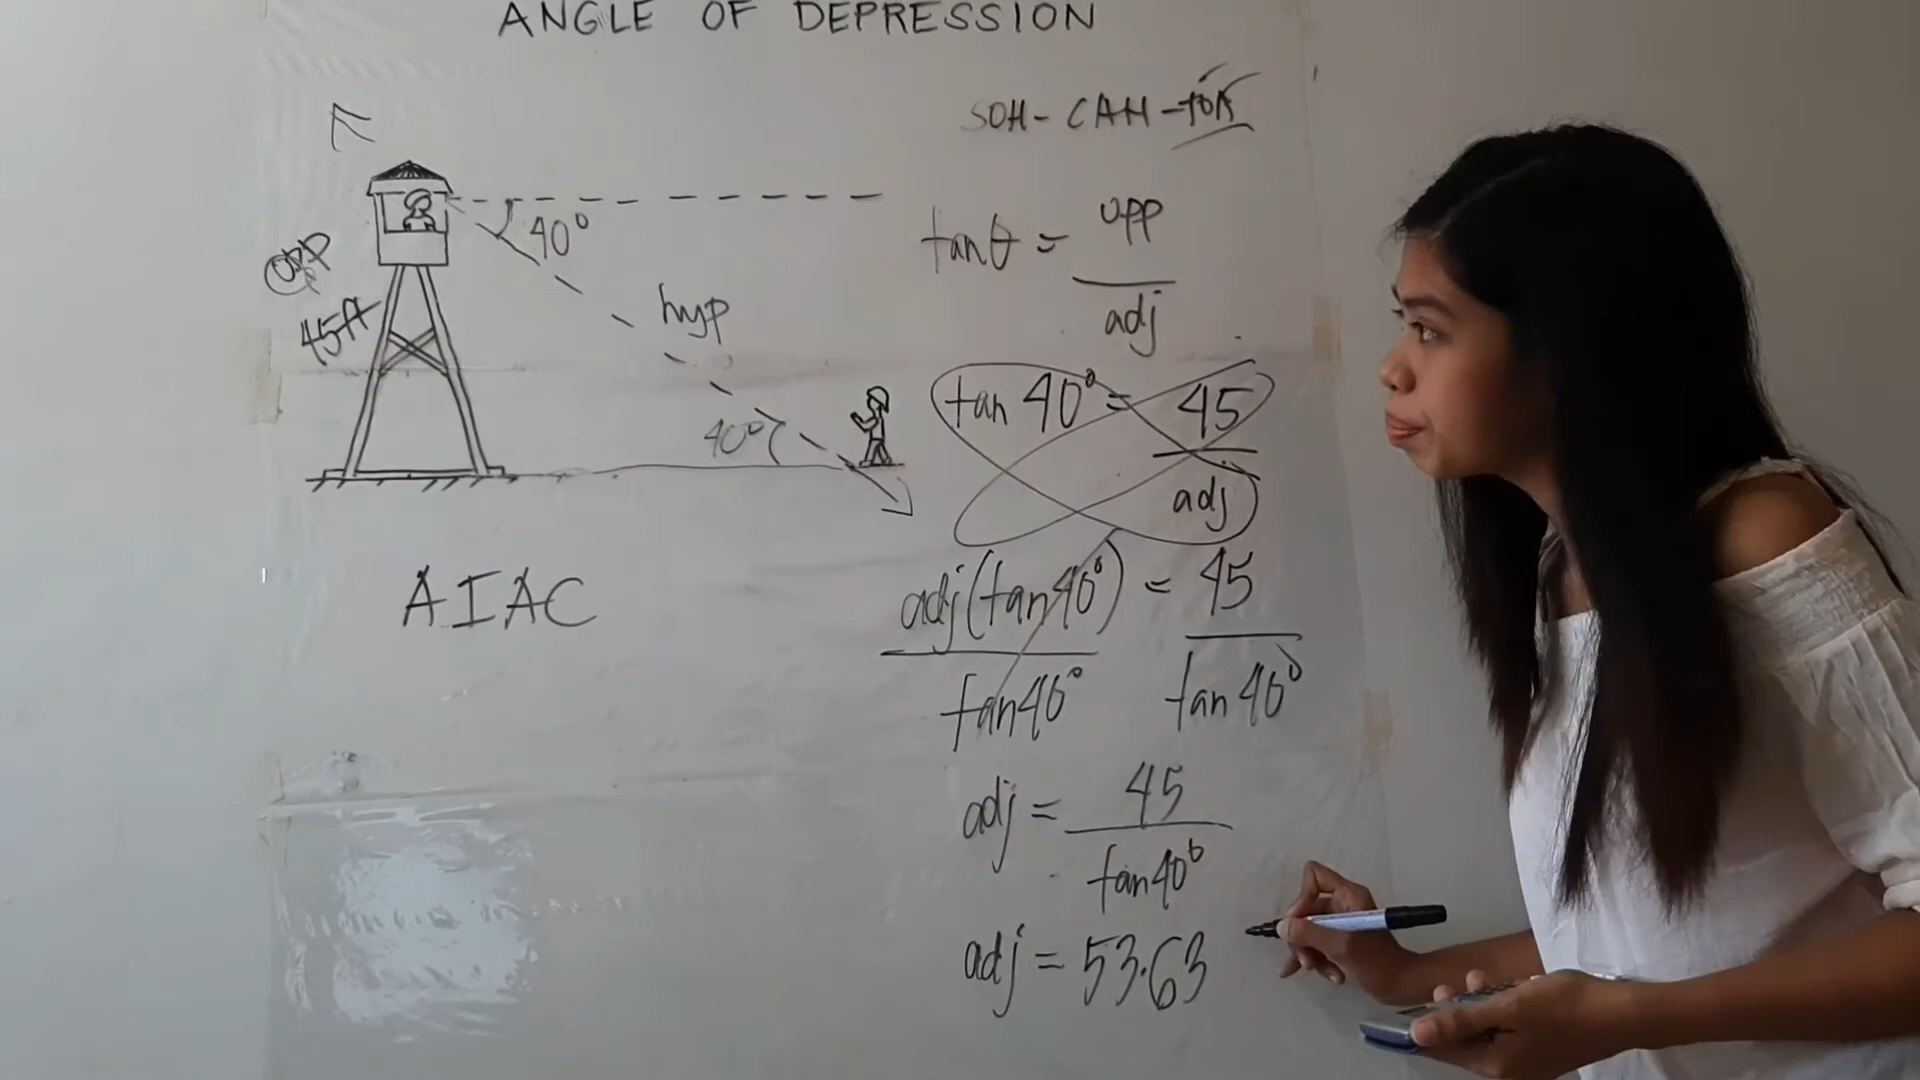 ANGLE OF DEPRESSION
SOH - CAH - TOA
40°
opp
45ft
hyp
40°
AIAC
tanθ = opp
adj
tan 40° = 45
adj
adj(tan40°) = 45
tan40° tan40°
adj = 45
tan40°
adj = 53.63